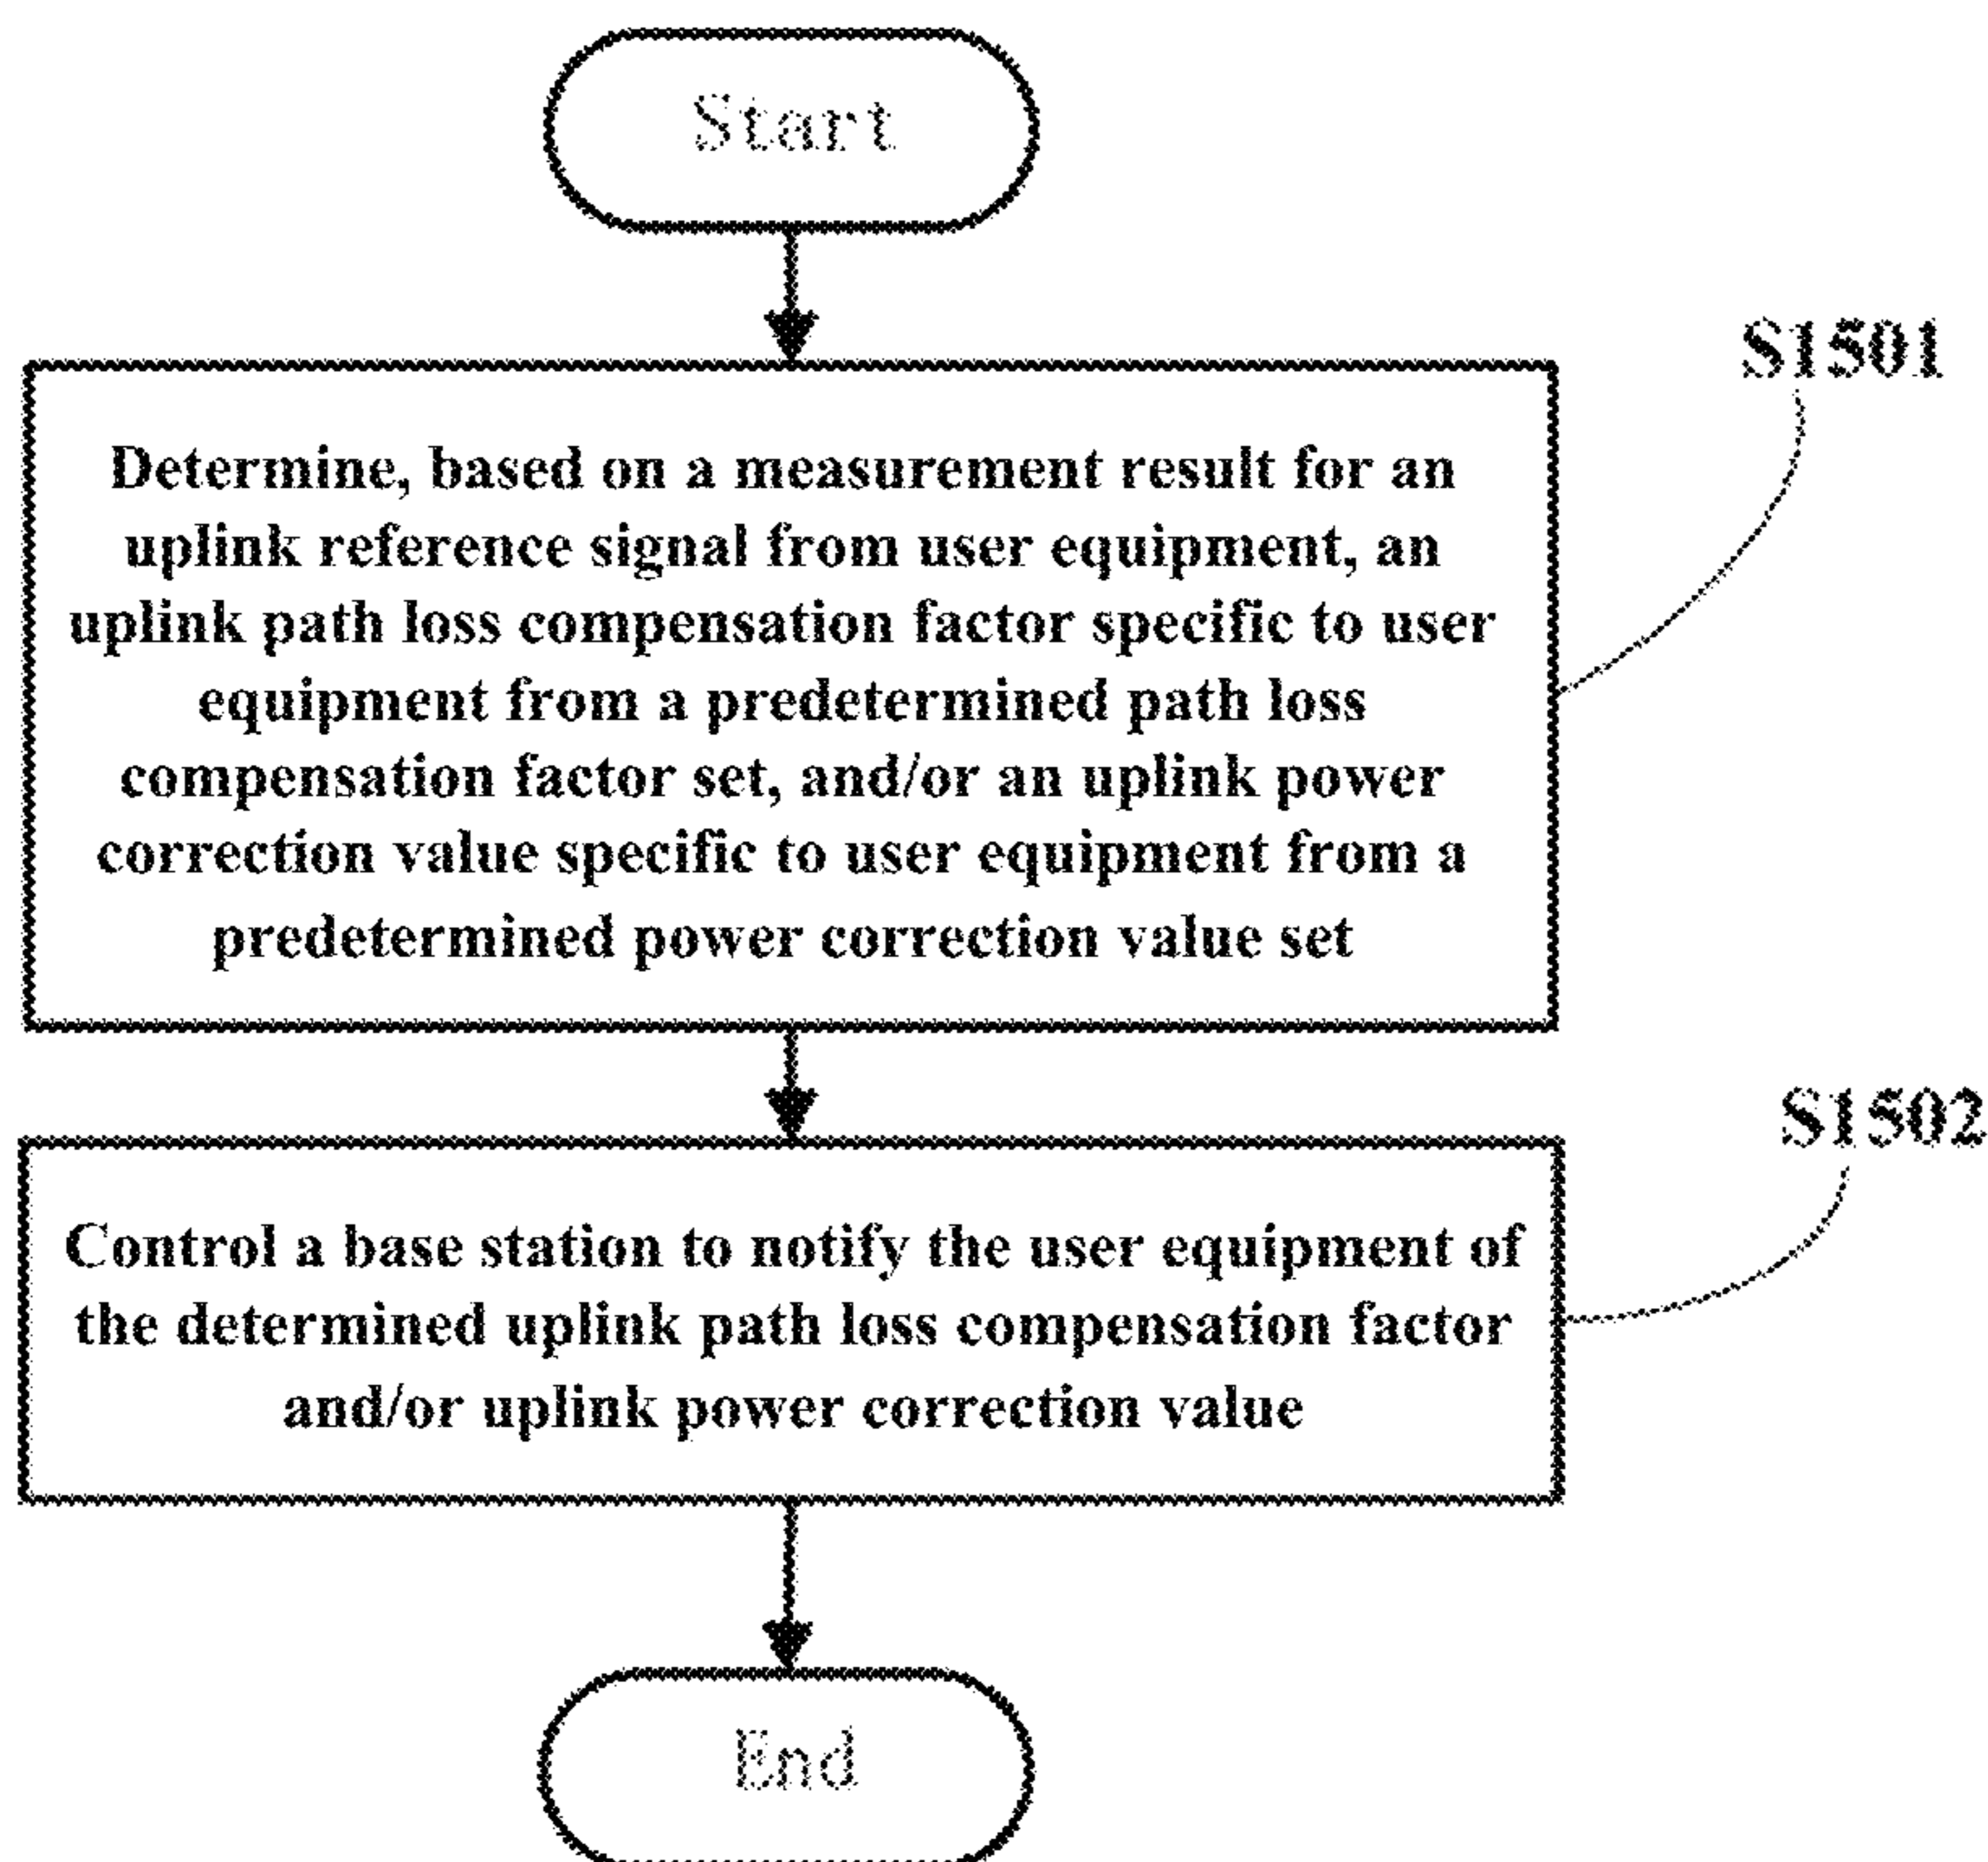 Start
S1501
Determine, based on a measurement result for an
uplink reference signal from user equipment, an
uplink path loss compensation factor specific to user
equipment from a predetermined path loss
compensation factor set, and/or an uplink power
correction value specific to user equipment from a
predetermined power correction value set
S1502
Control a base station to notify the user equipment of
the determined uplink path loss compensation factor
and/or uplink power correction value
End